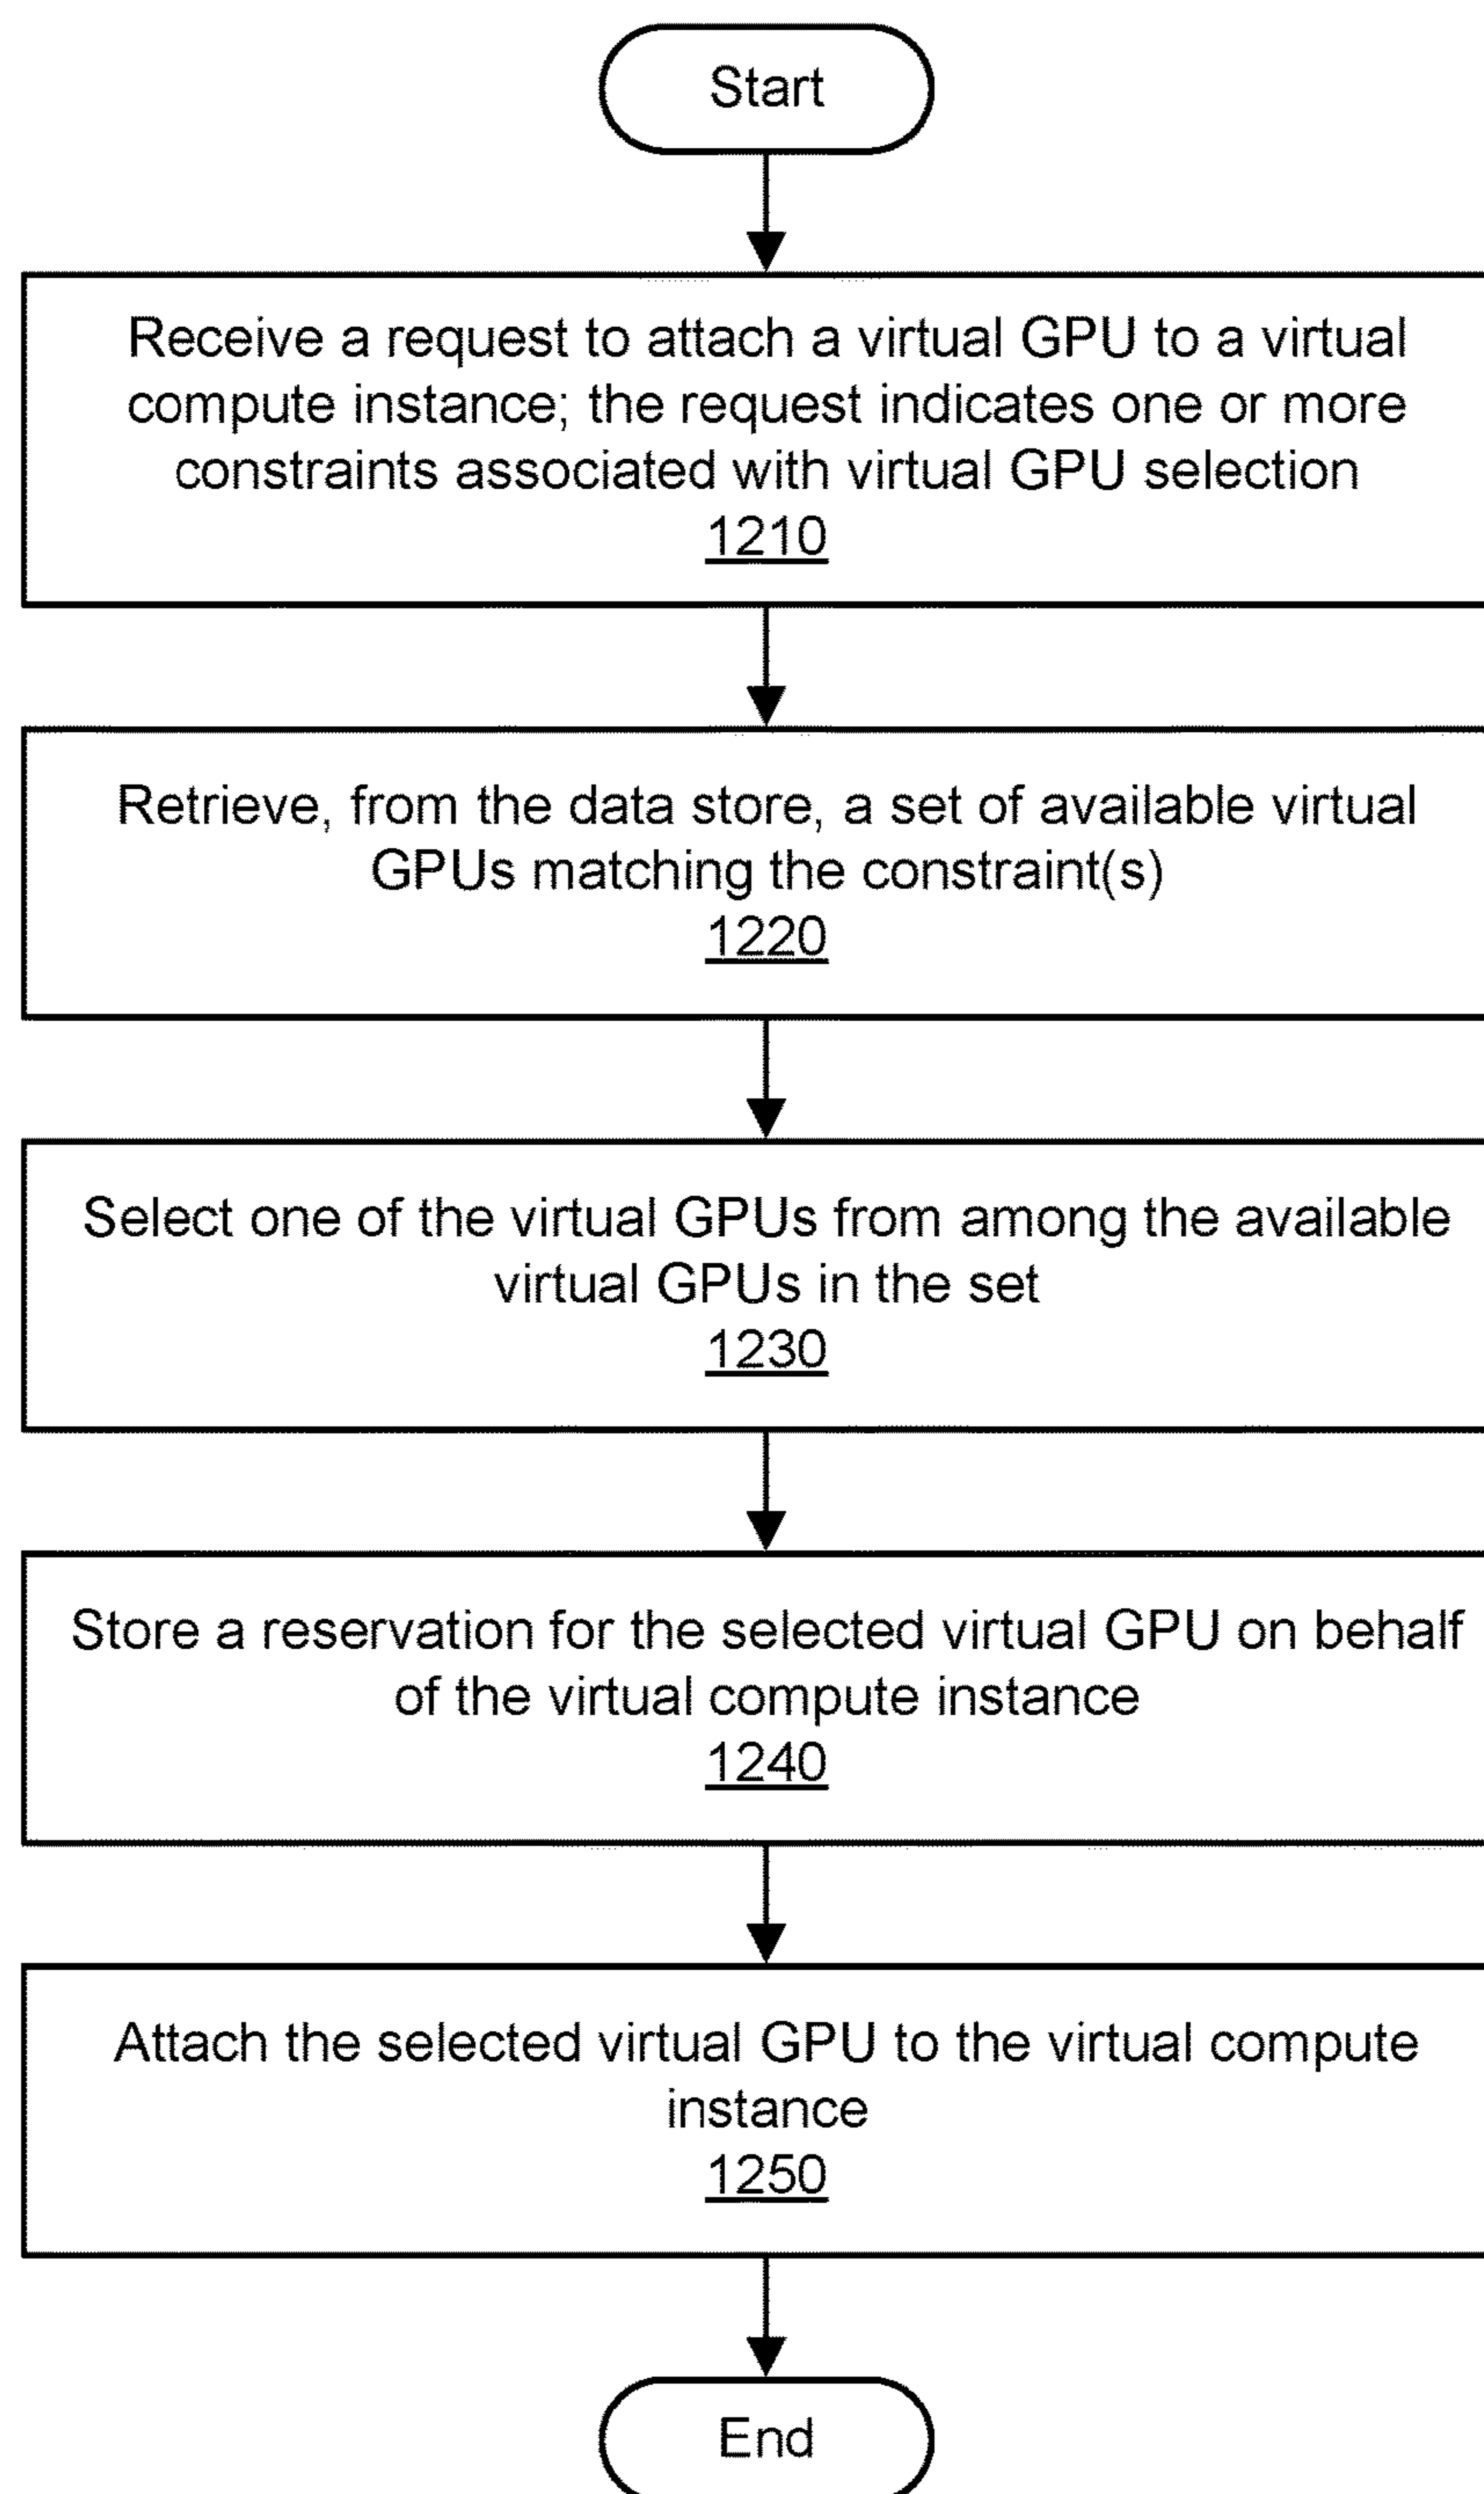 Start
Receive a request to attach a virtual GPU to a virtual
compute instance; the request indicates one or more
constraints associated with virtual GPU selection
1210
Retrieve, from the data store, a set of available virtual
GPUs matching the constraint(s)
1220
Select one of the virtual GPUs from among the available
virtual GPUs in the set
1230
Store a reservation for the selected virtual GPU on behalf
of the virtual compute instance
1240
Attach the selected virtual GPU to the virtual compute
instance
1250
End